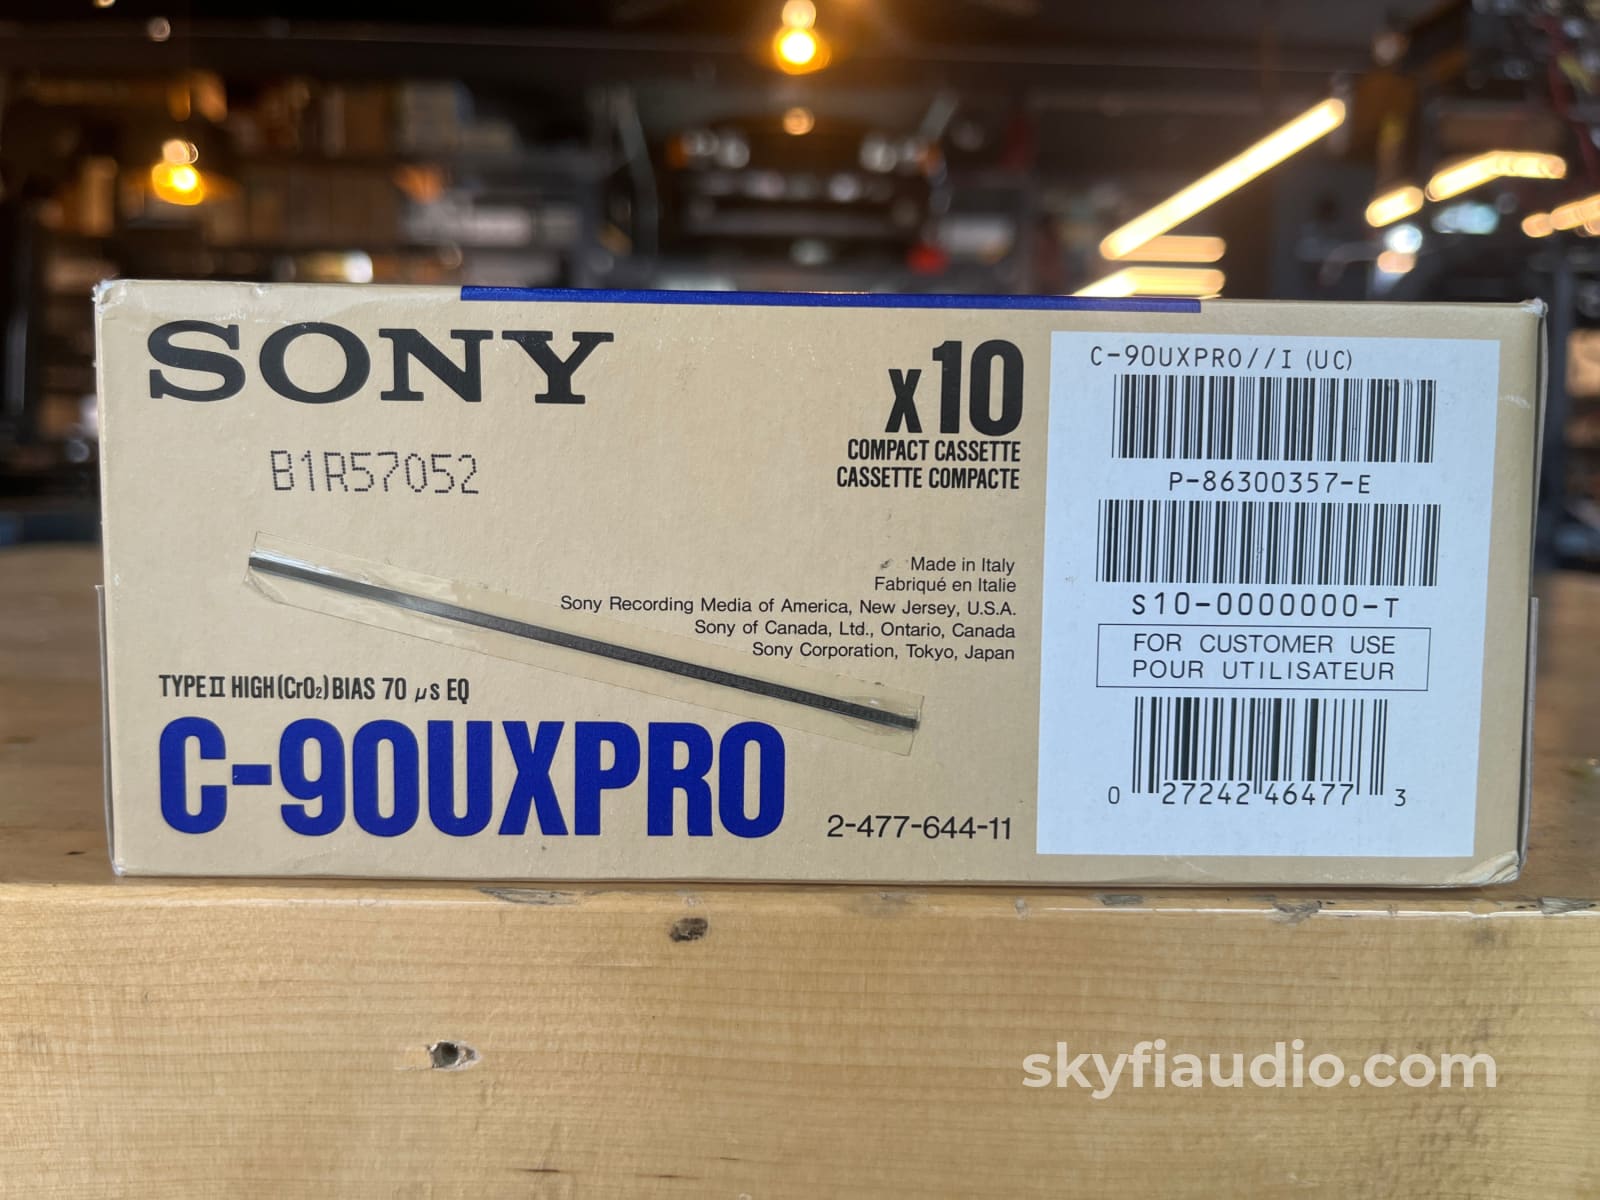 SONY
B1R57052
x10
COMPACT CASSETTE
CASSETTE COMPACTE
Made in Italy
Fabriqué en Italie
Sony Recording Media of America, New Jersey, U.S.A.
Sony of Canada, Ltd., Ontario, Canada
Sony Corporation, Tokyo, Japan
TYPE II HIGH (CrO₂) BIAS 70 μs EQ
C-90UXPRO
2-477-644-11
C-90UXPRO//I (UC)
P-86300357-E
S10-0000000-T
FOR CUSTOMER USE
POUR UTILISATEUR
0 27242 46477 3
skyfiaudio.com